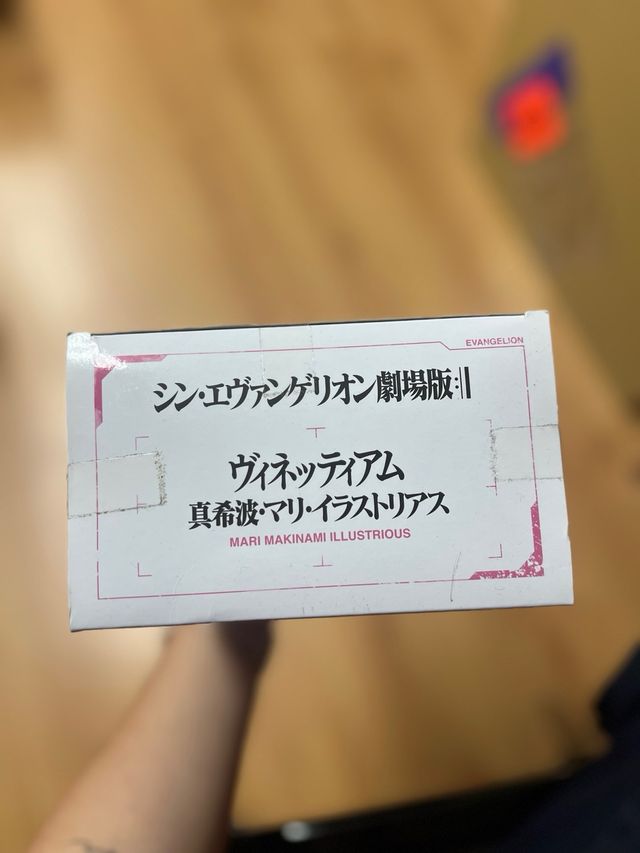 EVANGELION
シン・エヴァンゲリオン劇場版:||
ヴィネッティアム
真希波・マリ・イラストリアス
MARI MAKINAMI ILLUSTRIOUS